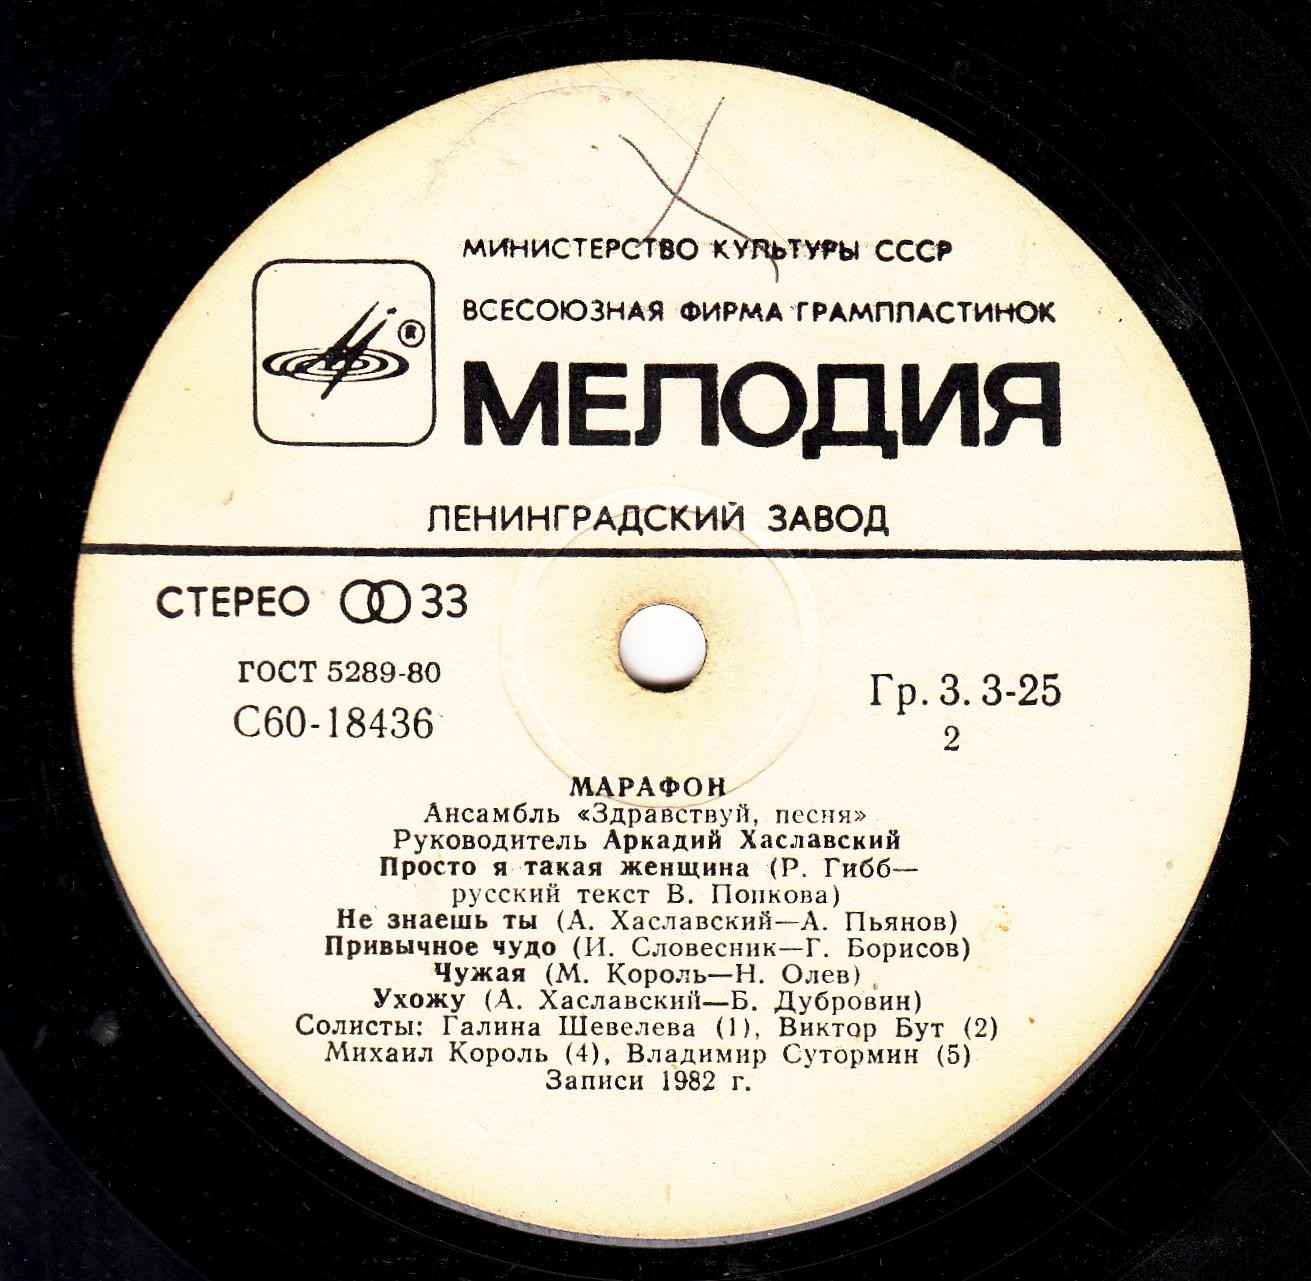 МИНИСТЕРСТВО КУЛЬТУРЫ СССР
ВСЕСОЮЗНАЯ ФИРМА ГРАМПЛАСТИНОК
®
МЕЛОДИЯ
ЛЕНИНГРАДСКИЙ ЗАВОД
СТЕРЕО 33
ГОСТ 5289-80
С60-18436
Гр. 3. 3-25
2
МАРАФОН
Ансамбль «Здравствуй, песня»
Руководитель Аркадий Хаславский
Просто я такая женщина (Р. Гибб—
русский текст В. Попкова)
Не знаешь ты (А. Хаславский—А. Пьянов)
Привычное чудо (И. Словесник—Г. Борисов)
Чужая (М. Король—Н. Олев)
Ухожу (А. Хаславский—Б. Дубровин)
Солисты: Галина Шевелева (1), Виктор Бут (2)
Михаил Король (4), Владимир Сутормин (5)
Записи 1982 г.